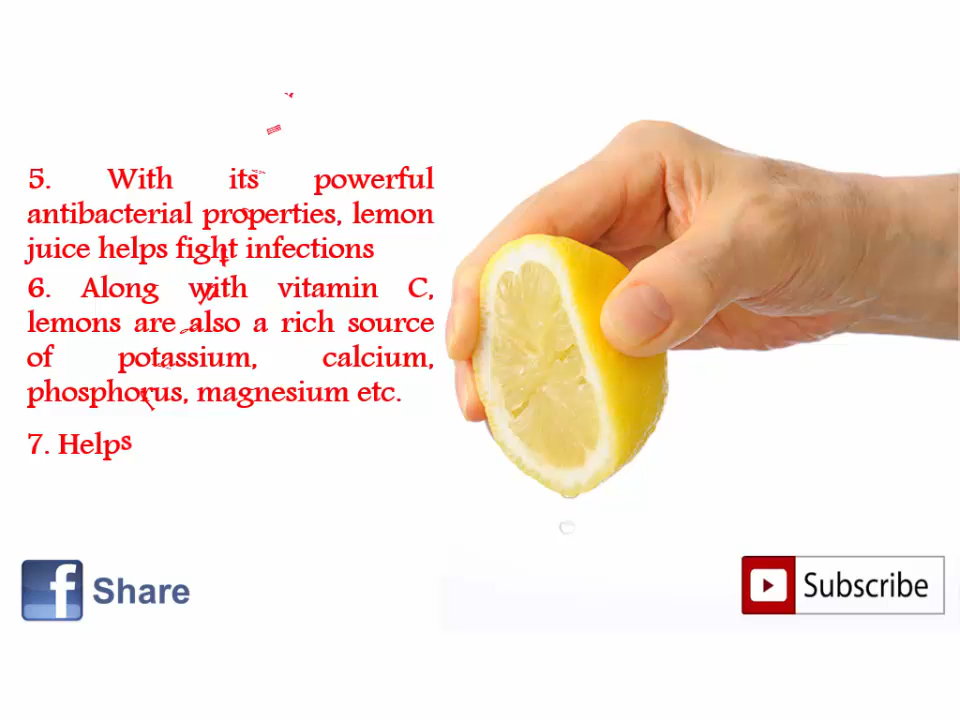 5. With its powerful
antibacterial properties, lemon
juice helps fight infections
6. Along with vitamin C,
lemons are also a rich source
of potassium, calcium,
phosphorus, magnesium etc.
7. Helps
f Share
Subscribe